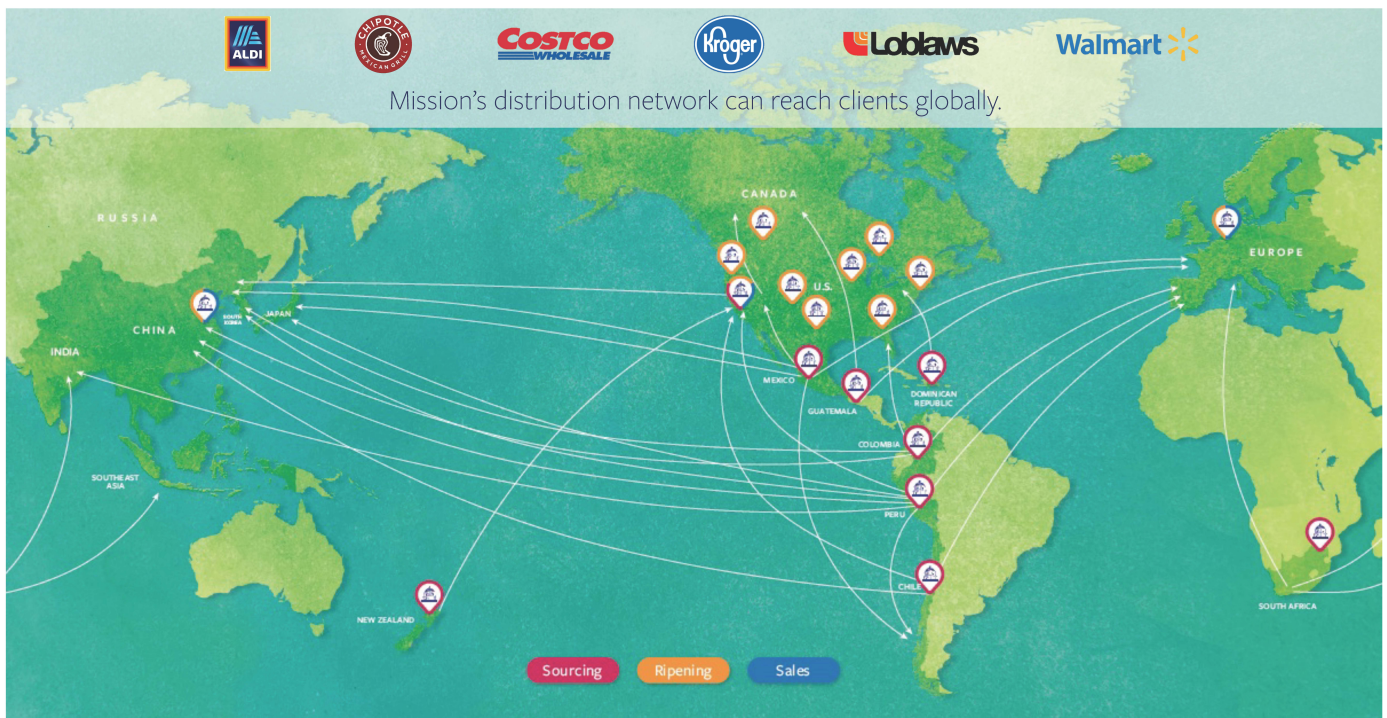 ALDI
CHIPOTLE
MEXICAN GRILL
COSTCO
WHOLESALE
Kroger
Loblaws
Walmart
Mission's distribution network can reach clients globally.
RUSSIA
CANADA
EUROPE
U.S.
CHINA
SOUTH
KOREA
JAPAN
INDIA
MEXICO
GUATEMALA
DOMINICAN
REPUBLIC
COLOMBIA
SOUTHEAST
ASIA
PERU
CHILE
NEW ZEALAND
SOUTH AFRICA
Sourcing
Ripening
Sales